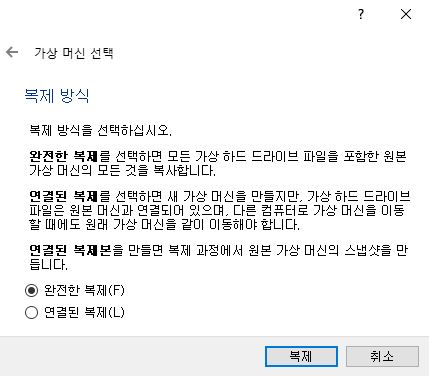 ?
가상 머신 선택
복제 방식
복제 방식을 선택하십시오.
완전한 복제를 선택하면 모든 가상 하드 드라이브 파일을 포함한 원본
가상 머신의 모든 것을 복사합니다.
연결된 복제를 선택하면 새 가상 머신을 만들지만, 가상 하드 드라이브
파일은 원본 머신과 연결되어 있으며, 다른 컴퓨터로 가상 머신을 이동
할 때에도 원래 가상 머신을 같이 이동해야 합니다.
연결된 복제본을 만들면 복제 과정에서 원본 가상 머신의 스냅샷을 만
듭니다.
완전한 복제(F)
연결된 복제(L)
복제
취소